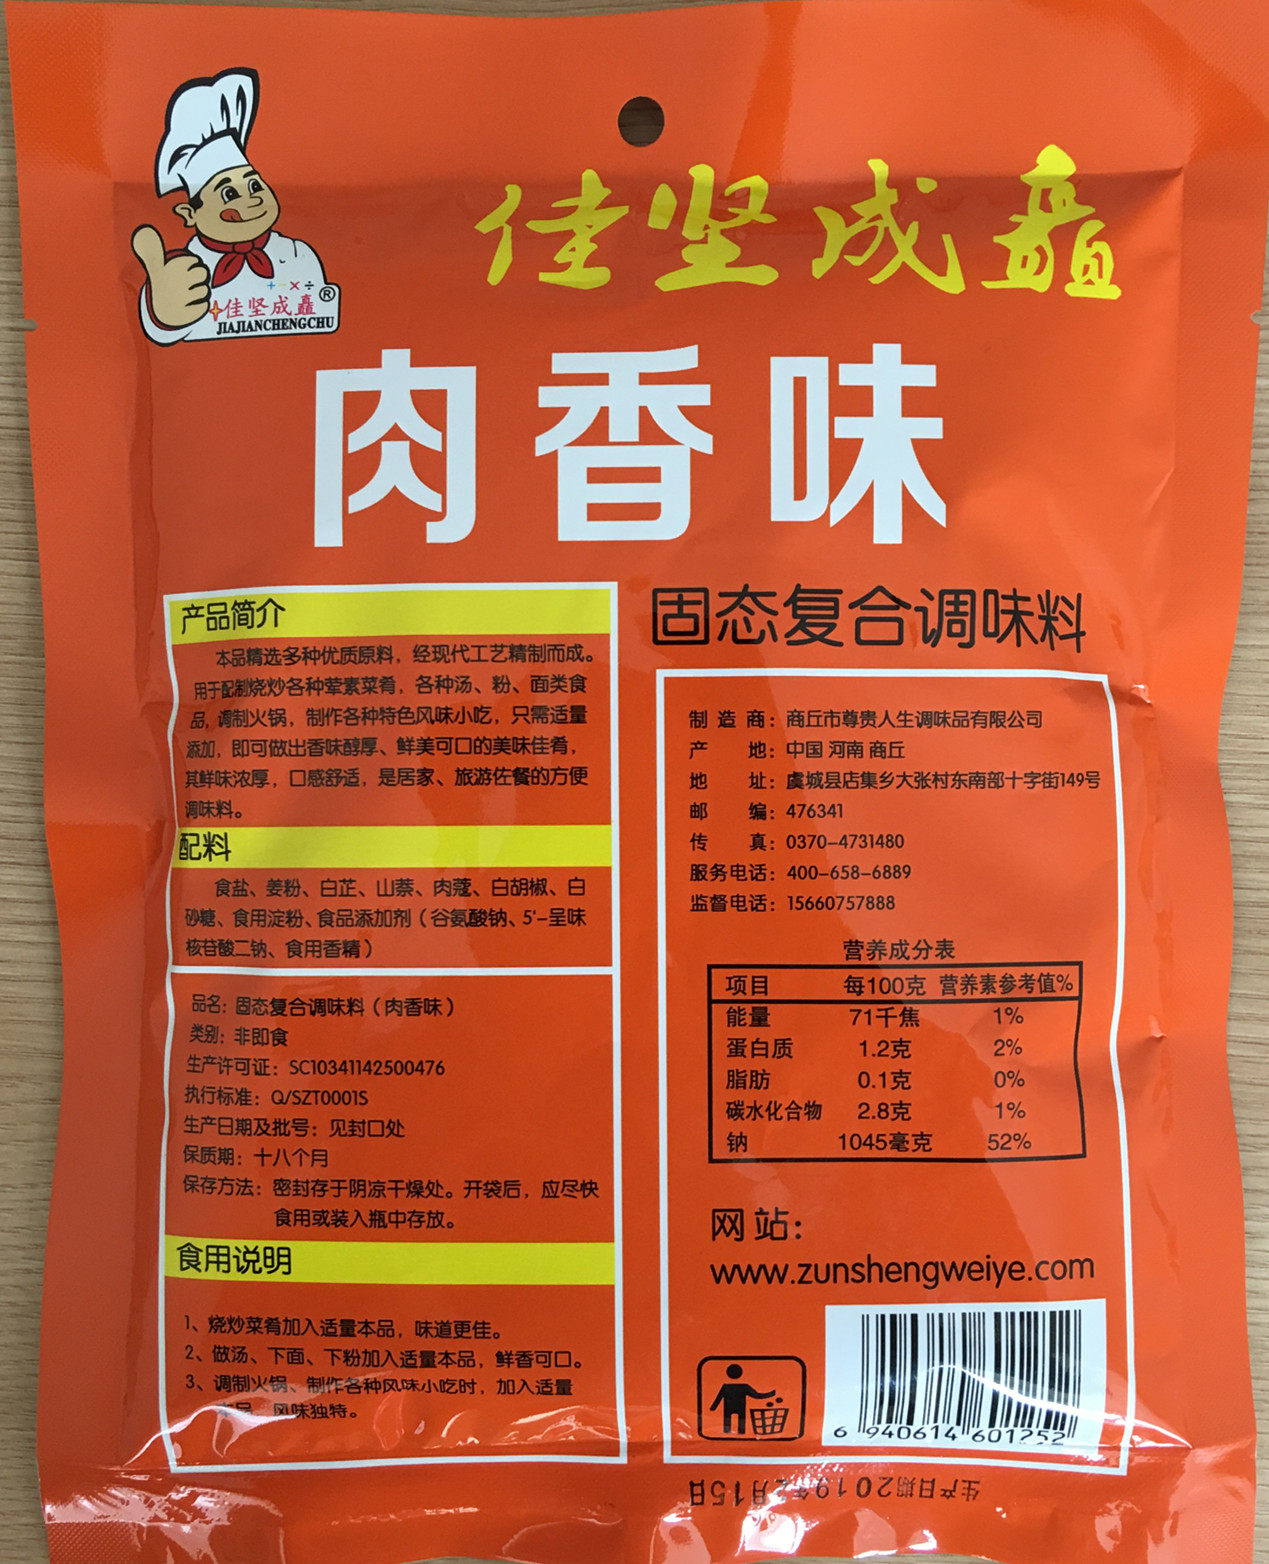 佳坚成矗
+-×÷
佳坚成矗®
JIAJIANCHENGCHU
肉香味
固态复合调味料
产品简介
本品精选多种优质原料，经现代工艺精制而成。
用于配制烧炒各种荤素菜肴，各种汤、粉、面类食
品，调制火锅，制作各种特色风味小吃，只需适量
添加，即可做出香味醇厚、鲜美可口的美味佳肴，
其鲜味浓厚，口感舒适，是居家、旅游佐餐的方便
调味料。
配料
食盐、姜粉、白芷、山萘、肉蔻、白胡椒、白
砂糖、食用淀粉、食品添加剂（谷氨酸钠、5'-呈味
核苷酸二钠、食用香精）
品名：固态复合调味料（肉香味）
类别：非即食
生产许可证：SC10341142500476
执行标准：Q/SZT0001S
生产日期及批号：见封口处
保质期：十八个月
保存方法：密封存于阴凉干燥处。开袋后，应尽快
食用或装入瓶中存放。
食用说明
1、烧炒菜肴加入适量本品，味道更佳。
2、做汤、下面、下粉加入适量本品，鲜香可口。
3、调制火锅、制作各种风味小吃时，加入适量
本品，风味独特。
制造商：商丘市尊贵人生调味品有限公司
产地：中国 河南 商丘
地址：虞城县店集乡大张村东南部十字街149号
邮编：476341
传真：0370-4731480
服务电话：400-658-6889
监督电话：15660757888
营养成分表
项目 每100克 营养素参考值%
能量 71千焦 1%
蛋白质 1.2克 2%
脂肪 0.1克 0%
碳水化合物 2.8克 1%
钠 1045毫克 52%
网站：
www.zunshengweiye.com
6 940614 601252
生产日期2019年 月15日